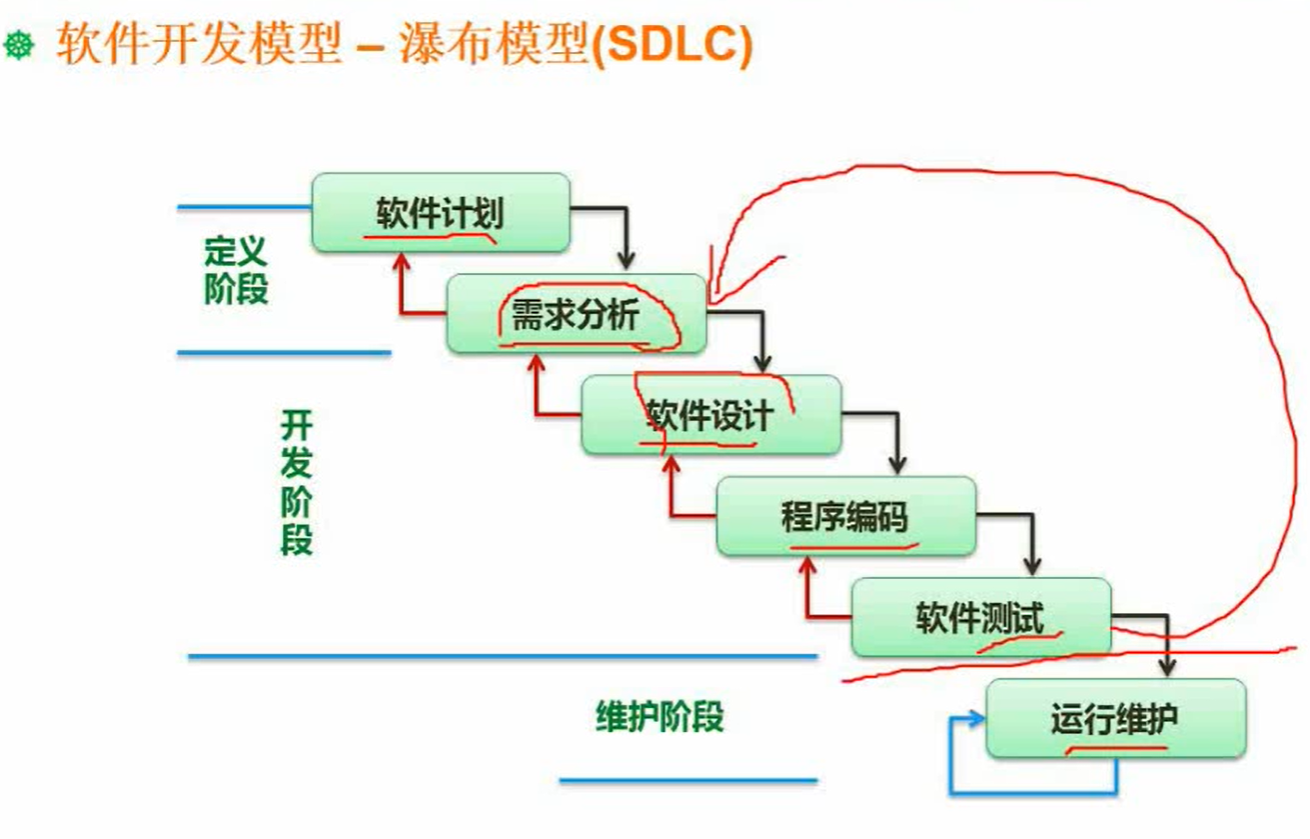 软件开发模型 – 瀑布模型(SDLC)
软件计划
定义
阶段
需求分析
软件设计
开
发
阶
段
程序编码
软件测试
维护阶段
运行维护